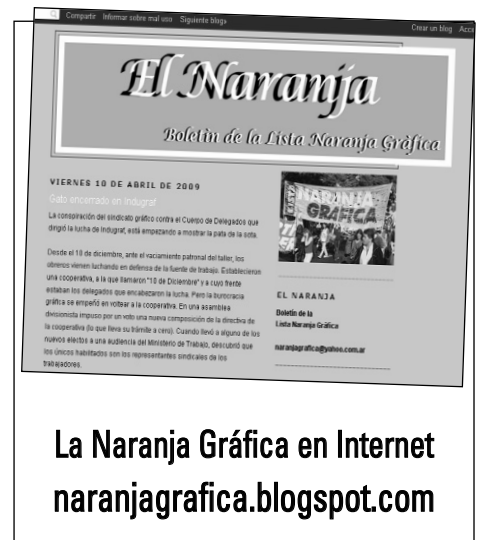 Compartir Informar sobre mal uso Siguiente blog»
Crear un blog Acce
El Naranja
Boletín de la Lista Naranja Gráfica
VIERNES 10 DE ABRIL DE 2009
Gato encerrado en Indugraf
La conspiración del sindicato gráfico contra el Cuerpo de Delegados que
dirigió la lucha de Indugraf, está empezando a mostrar la pata de la sota.
Desde el 18 de diciembre, ante el vaciamiento patronal del taller, los
obreros vienen luchando en defensa de la fuente de trabajo. Establecieron
una cooperativa, a la que llamaron "10 de Diciembre" y a cuyo frente
estaban los delegados que encabezaron la lucha. Pero la burocracia
gráfica se empeñó en voltear a la cooperativa. En una asamblea
divisionista impuso por un voto una nueva composición de la directiva de
la cooperativa (lo que lleva su trámite a cero). Cuando llevó a alguno de los
nuevos electos a una audiencia del Ministerio de Trabajo, descubrió que
los únicos habilitados son los representantes sindicales de los
trabajadores.
NARANJA
GRÁFICA
EL NARANJA
Boletín de la
Lista Naranja Gráfica
naranjagrafica@yahoo.com.ar
La Naranja Gráfica en Internet
naranjagrafica.blogspot.com